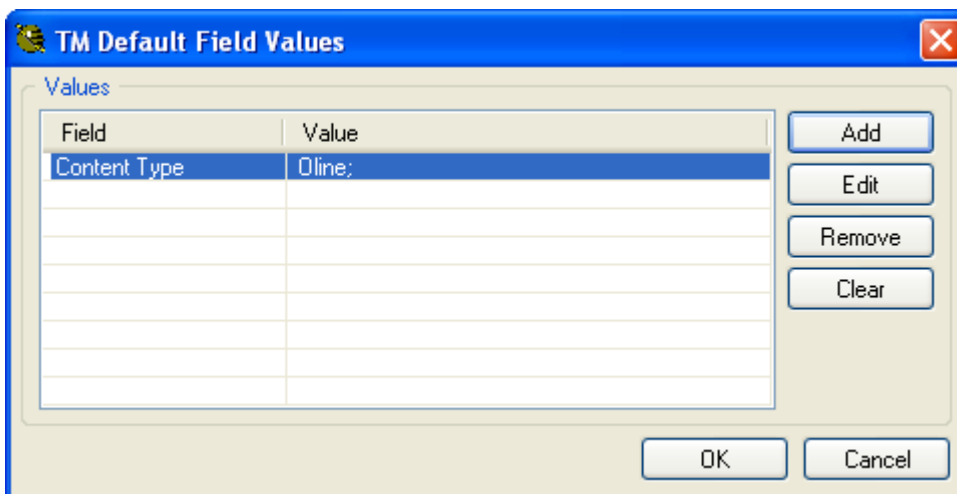 TM Default Field Values
Values
Field Value
Content Type Oline;
Add
Edit
Remove
Clear
OK Cancel